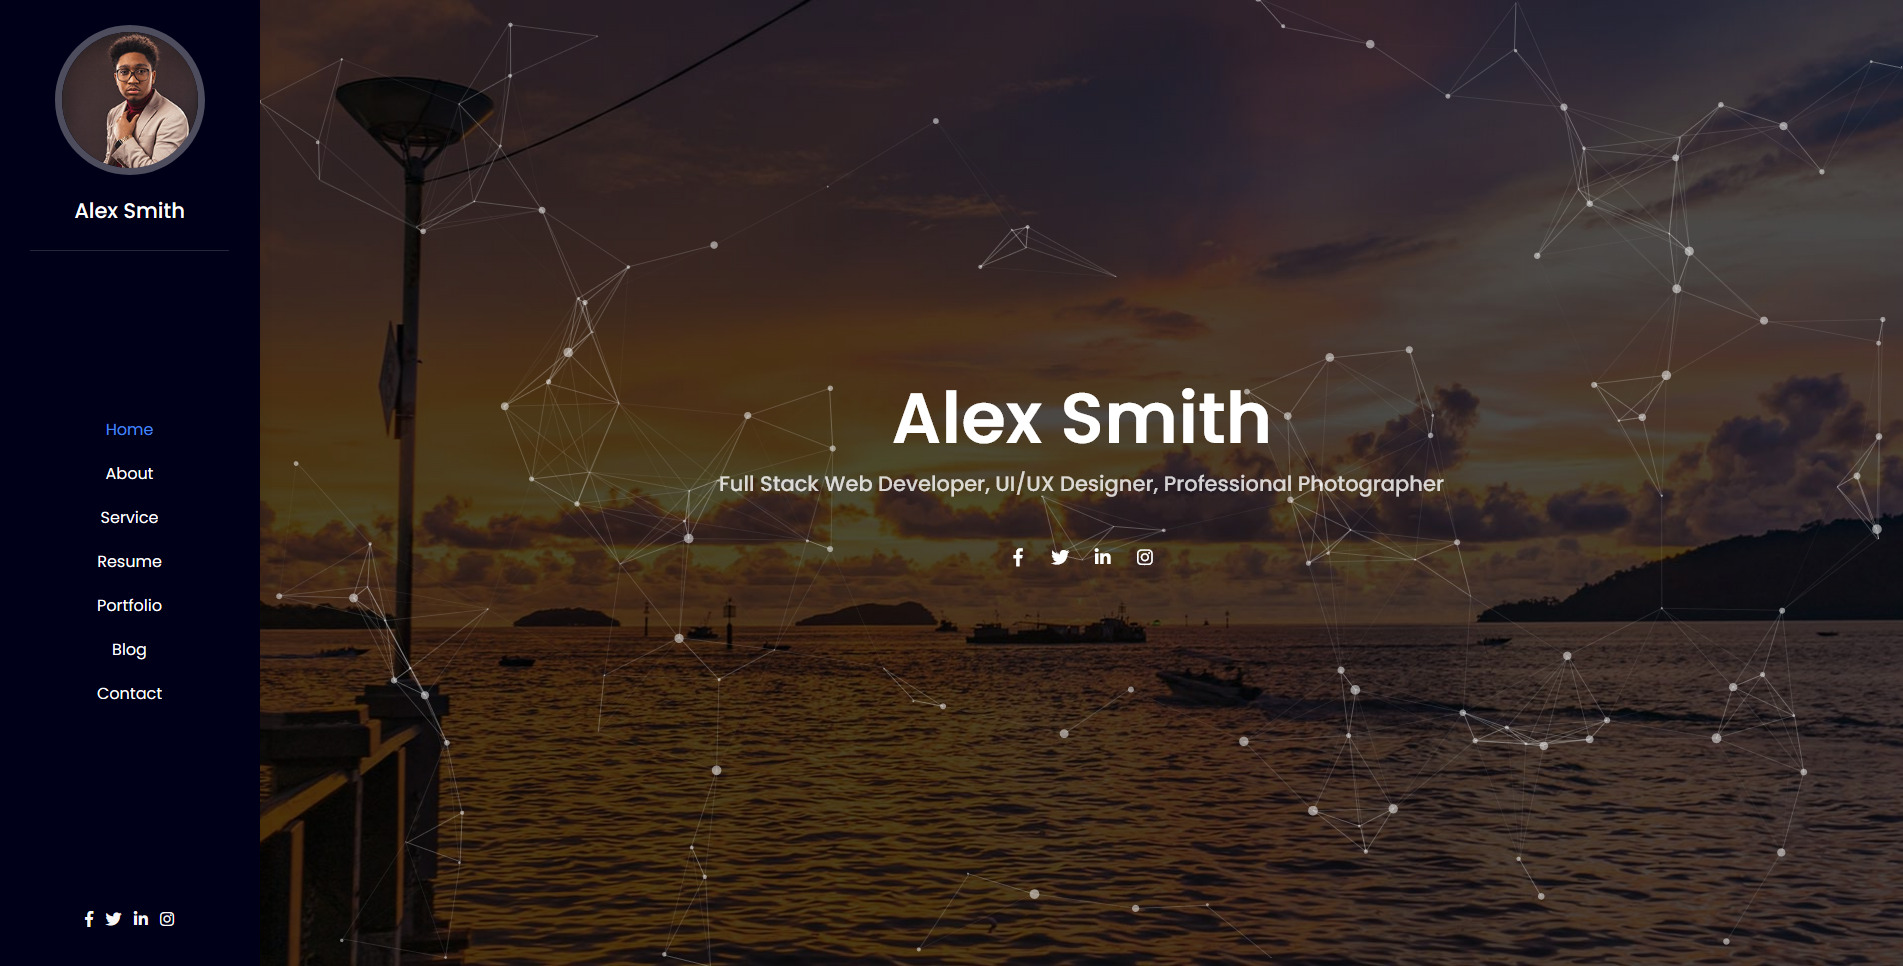 Alex Smith
Home
About
Service
Resume
Portfolio
Blog
Contact
Alex Smith
Full Stack Web Developer, UI/UX Designer, Professional Photographer